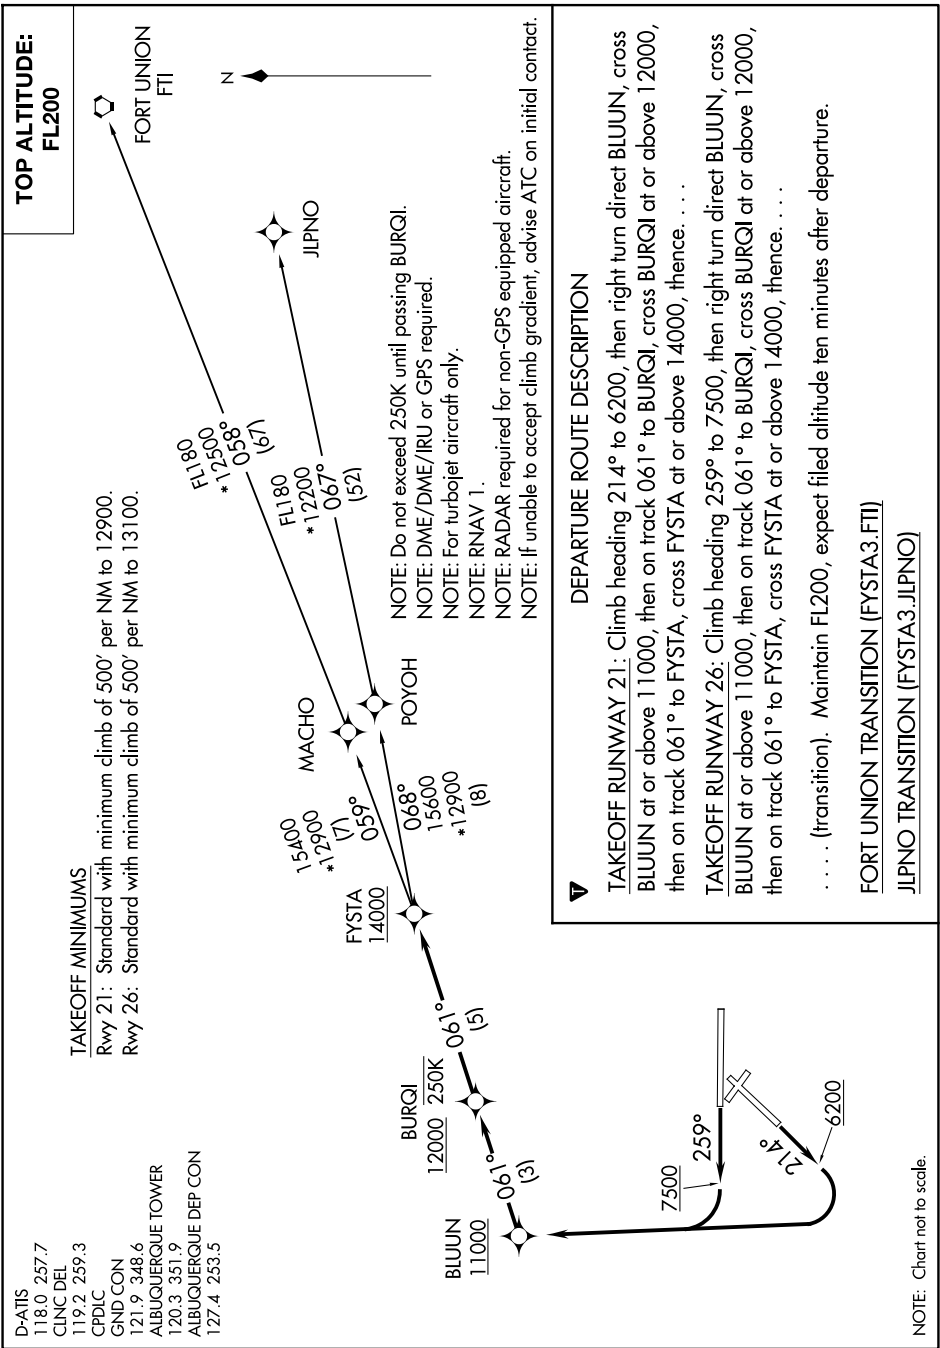 TOP ALTITUDE:
FL200
D-ATIS
118.0 257.7
CLNC DEL
119.2 259.3
CPDLC
GND CON
121.9 348.6
ALBUQUERQUE TOWER
120.3 351.9
ALBUQUERQUE DEP CON
127.4 253.5
TAKEOFF MINIMUMS
Rwy 21: Standard with minimum climb of 500' per NM to 12900.
Rwy 26: Standard with minimum climb of 500' per NM to 13100.
FORT UNION
FTI
N
JLPNO
FL180
*12500
058°
(67)
FL180
*12200
067°
(52)
MACHO
POYOH
15400
*12900
(7)
059°
068°
15600
*12900
(8)
FYSTA
14000
061°
(5)
BURQI
12000 250K
061°
(3)
BLUUN
11000
7500
259°
214°
6200
NOTE: Do not exceed 250K until passing BURQI.
NOTE: DME/DME/IRU or GPS required.
NOTE: For turbojet aircraft only.
NOTE: RNAV 1.
NOTE: RADAR required for non-GPS equipped aircraft.
NOTE: If unable to accept climb gradient, advise ATC on initial contact.
T
DEPARTURE ROUTE DESCRIPTION
TAKEOFF RUNWAY 21: Climb heading 214° to 6200, then right turn direct BLUUN, cross
BLUUN at or above 11000, then on track 061° to BURQI, cross BURQI at or above 12000,
then on track 061° to FYSTA, cross FYSTA at or above 14000, thence. . . .
TAKEOFF RUNWAY 26: Climb heading 259° to 7500, then right turn direct BLUUN, cross
BLUUN at or above 11000, then on track 061° to BURQI, cross BURQI at or above 12000,
then on track 061° to FYSTA, cross FYSTA at or above 14000, thence. . . .
. . . . (transition). Maintain FL200, expect filed altitude ten minutes after departure.
FORT UNION TRANSITION (FYSTA3.FTI)
JLPNO TRANSITION (FYSTA3.JLPNO)
NOTE: Chart not to scale.